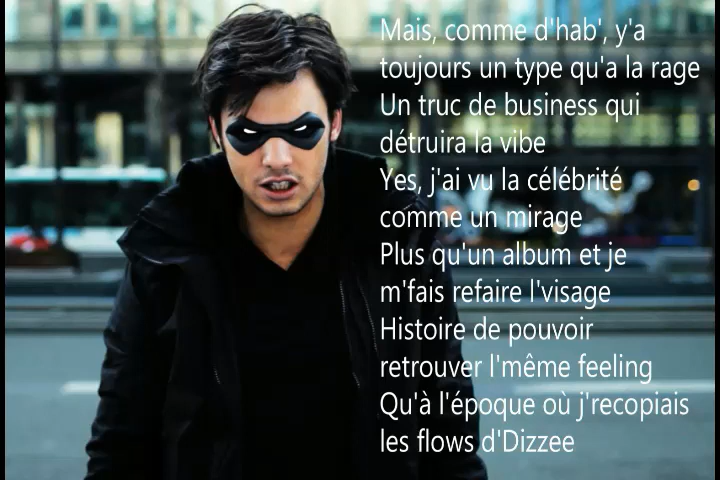 Mais, comme d'hab', y'a
toujours un type qu'a la rage
Un truc de business qui
détruira la vibe
Yes, j'ai vu la célébrité
comme un mirage
Plus qu'un album et je
m'fais refaire l'visage
Histoire de pouvoir
retrouver l'même feeling
Qu'à l'époque où j'recopiais
les flows d'Dizzee